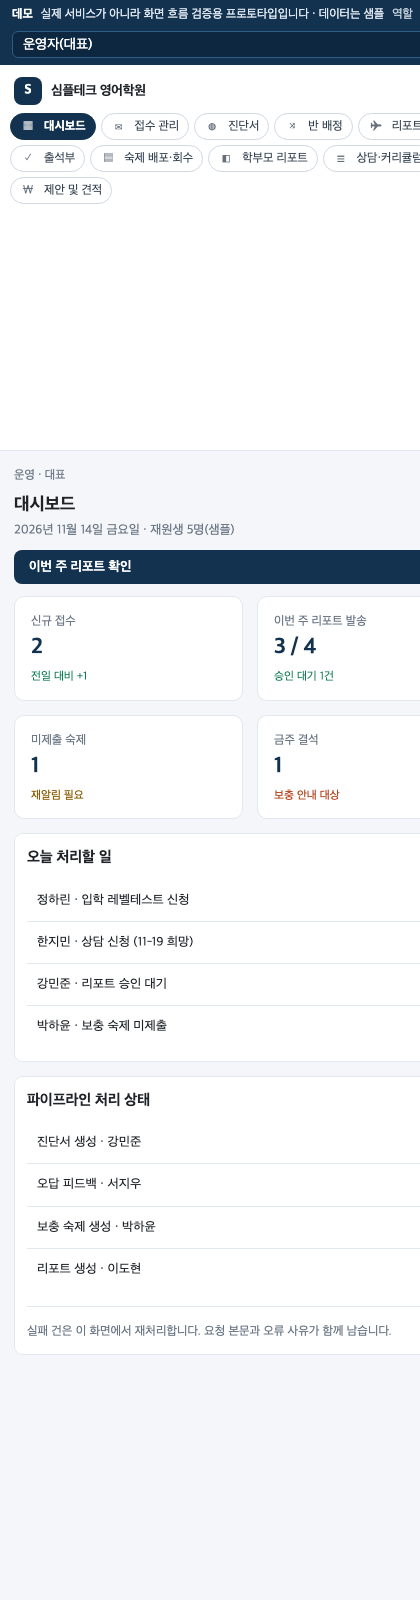 데모 실제 서비스가 아니라 화면 흐름 검증용 프로토타입입니다 · 데이터는 샘플 역할
운영자(대표)
S 심플테크 영어학원
대시보드 접수 관리 진단서 반 배정 리포트
✓ 출석부 숙제 배포·회수 학부모 리포트 상담·커리큘럼
₩ 제안 및 견적
운영 · 대표
대시보드
2026년 11월 14일 금요일 · 재원생 5명(샘플)
이번 주 리포트 확인
신규 접수
2
전일 대비 +1
이번 주 리포트 발송
3 / 4
승인 대기 1건
미제출 숙제
1
재알림 필요
금주 결석
1
보충 안내 대상
오늘 처리할 일
정하린 · 입학 레벨테스트 신청
한지민 · 상담 신청 (11-19 희망)
강민준 · 리포트 승인 대기
박하윤 · 보충 숙제 미제출
파이프라인 처리 상태
진단서 생성 · 강민준
오답 피드백 · 서지우
보충 숙제 생성 · 박하윤
리포트 생성 · 이도현
실패 건은 이 화면에서 재처리합니다. 요청 본문과 오류 사유가 함께 남습니다.